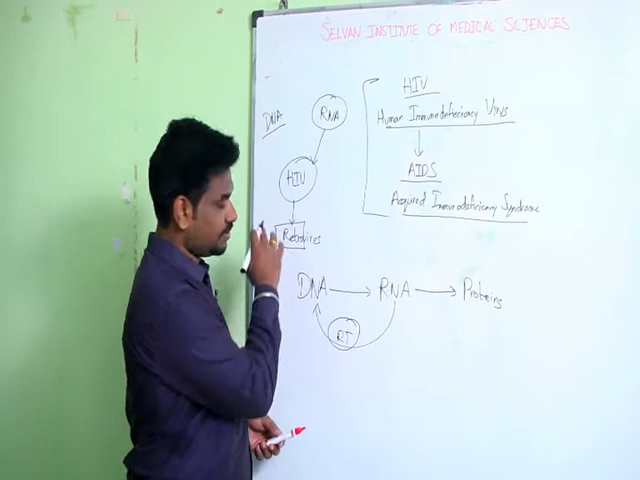 SELVAN INSTITUTE OF MEDICAL SCIENCES
DNA
RNA
HIV
Retrovires
HIV
Human Immunodeficiency Virus
AIDS
Acquired Immunodeficiency Syndrome
DNA → RNA → Proteins
RT